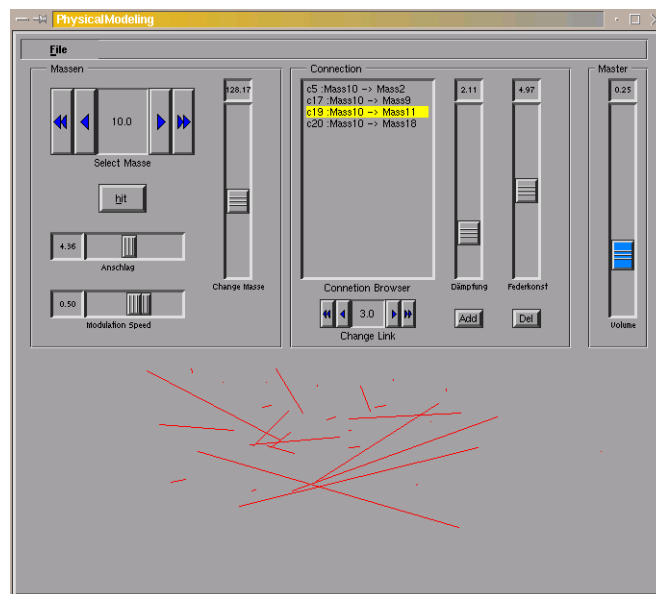 PhysicalModeling
File
Massen
10.0
Select Masse
hit
4.36
Anschlag
0.50
Modulation Speed
128.17
Change Masse
Connection
c5 :Mass10 -> Mass2
c17 :Mass10 -> Mass9
c19 :Mass10 -> Mass11
c20 :Mass10 -> Mass18
Connetion Browser
3.0
Change Link
2.11
Dämpfung
Add
4.97
Federkonst
Del
Master
0.25
Volume